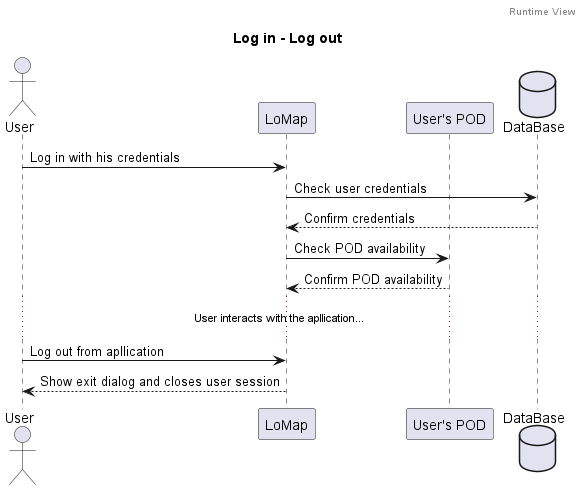 Runtime View
Log in - Log out
User
LoMap
User's POD
DataBase
Log in with his credentials
Check user credentials
Confirm credentials
Check POD availability
Confirm POD availability
User interacts with the apllication...
Log out from apllication
Show exit dialog and closes user session
User
LoMap
User's POD
DataBase